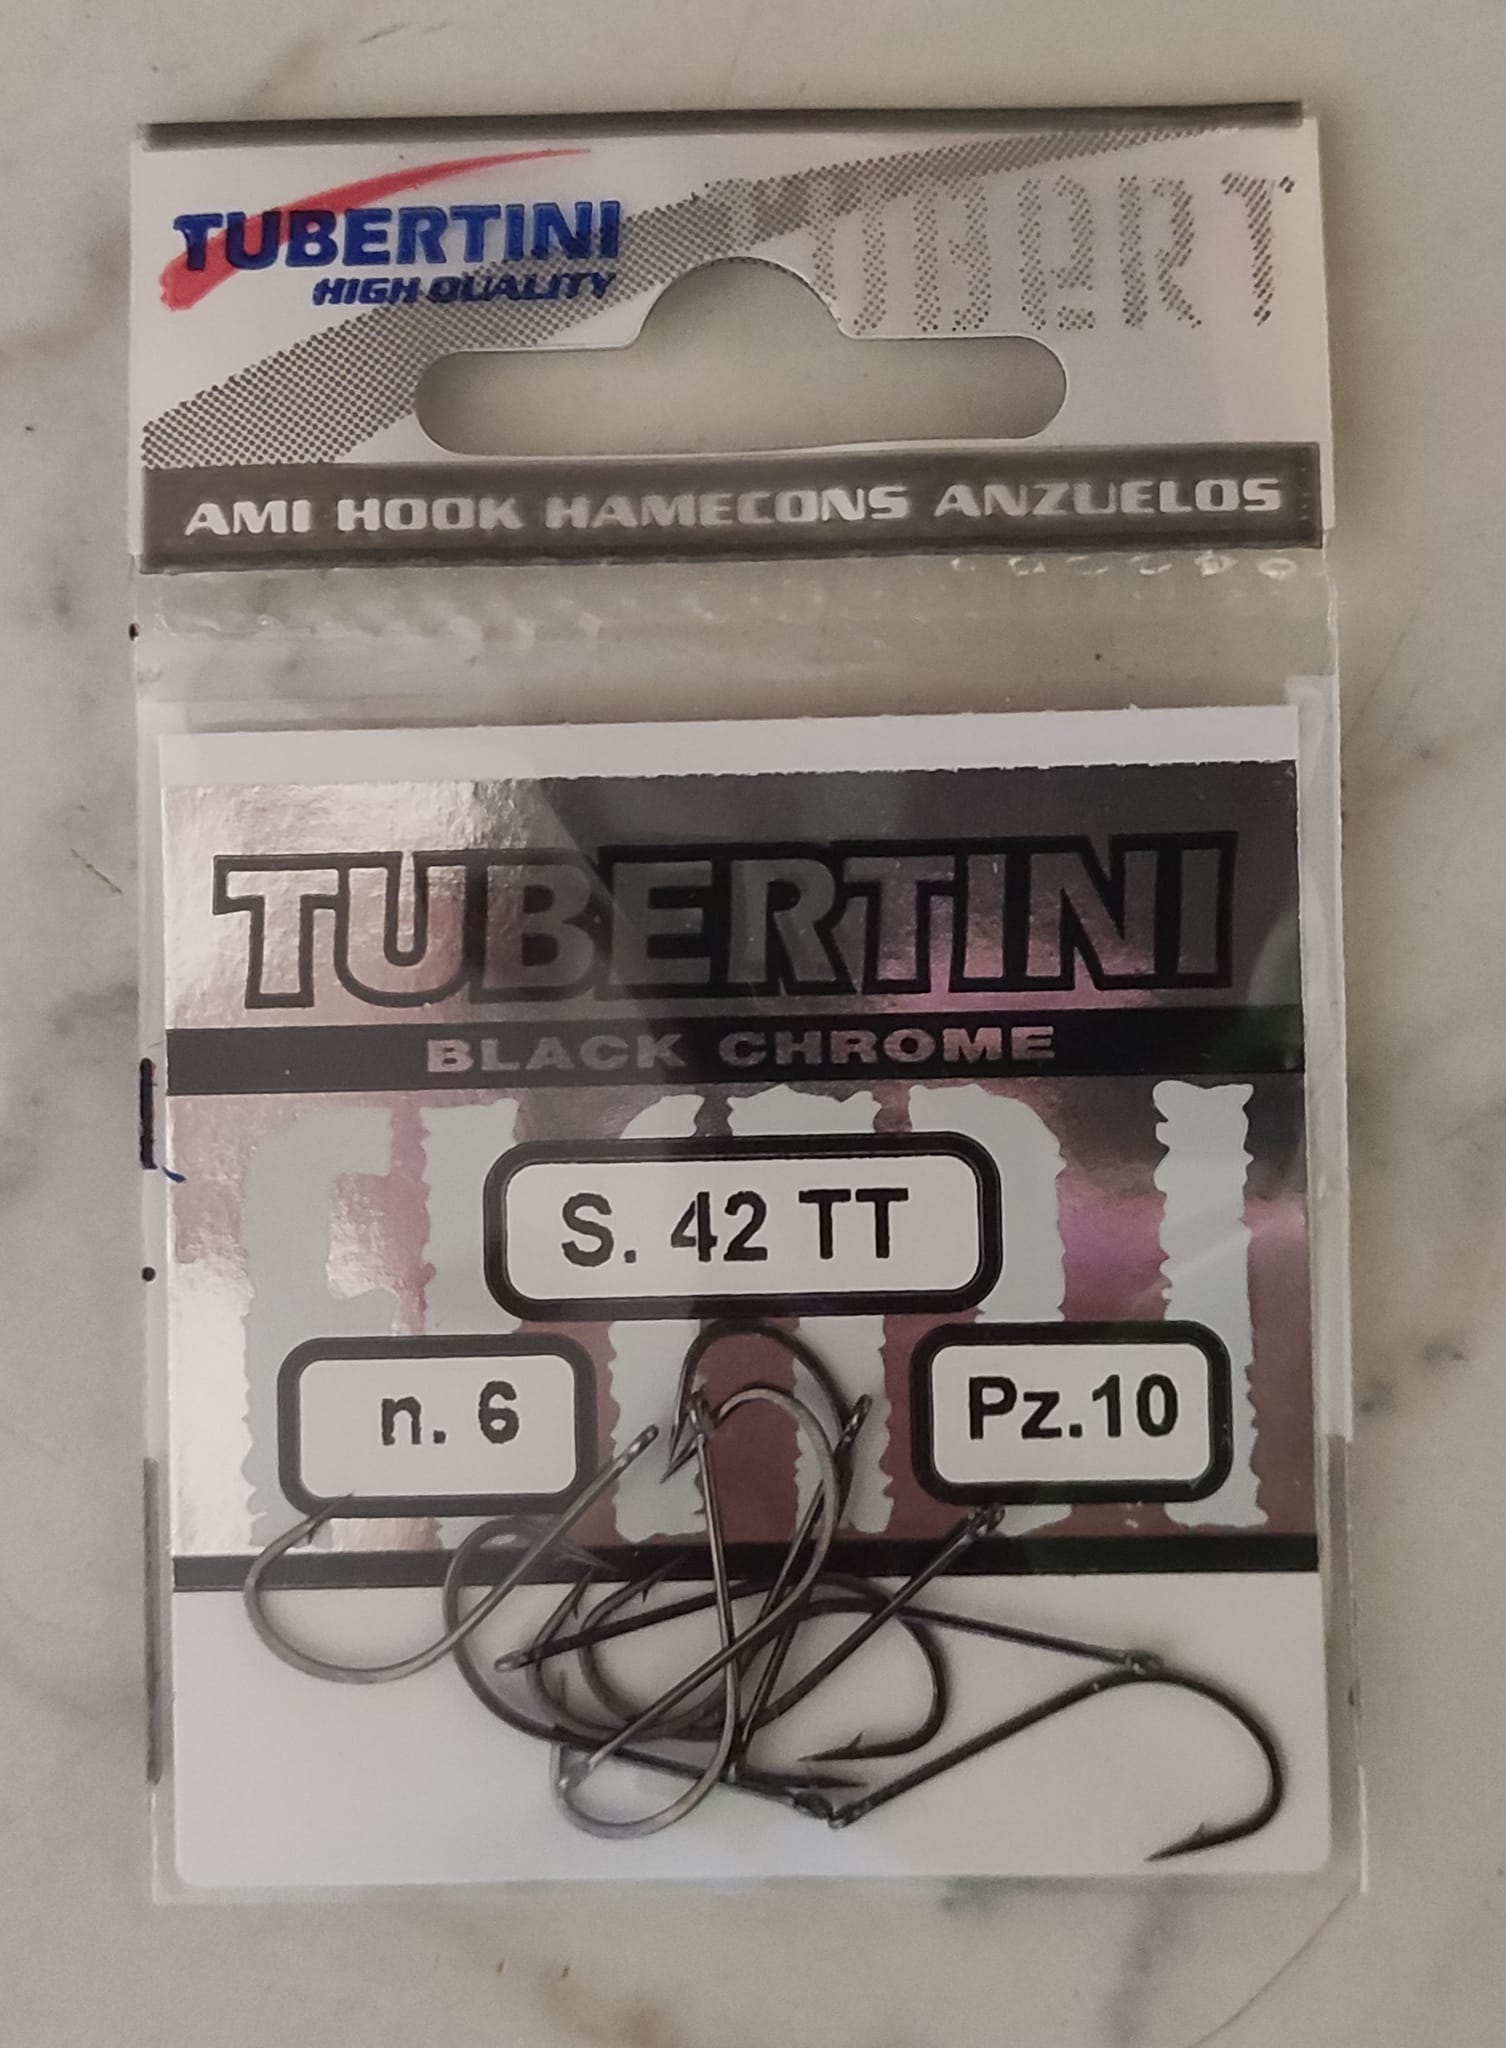 TUBERTINI
HIGH QUALITY
AMI HOOK HAMECONS ANZUELOS
TUBERTINI
BLACK CHROME
S. 42 TT
n. 6
Pz.10